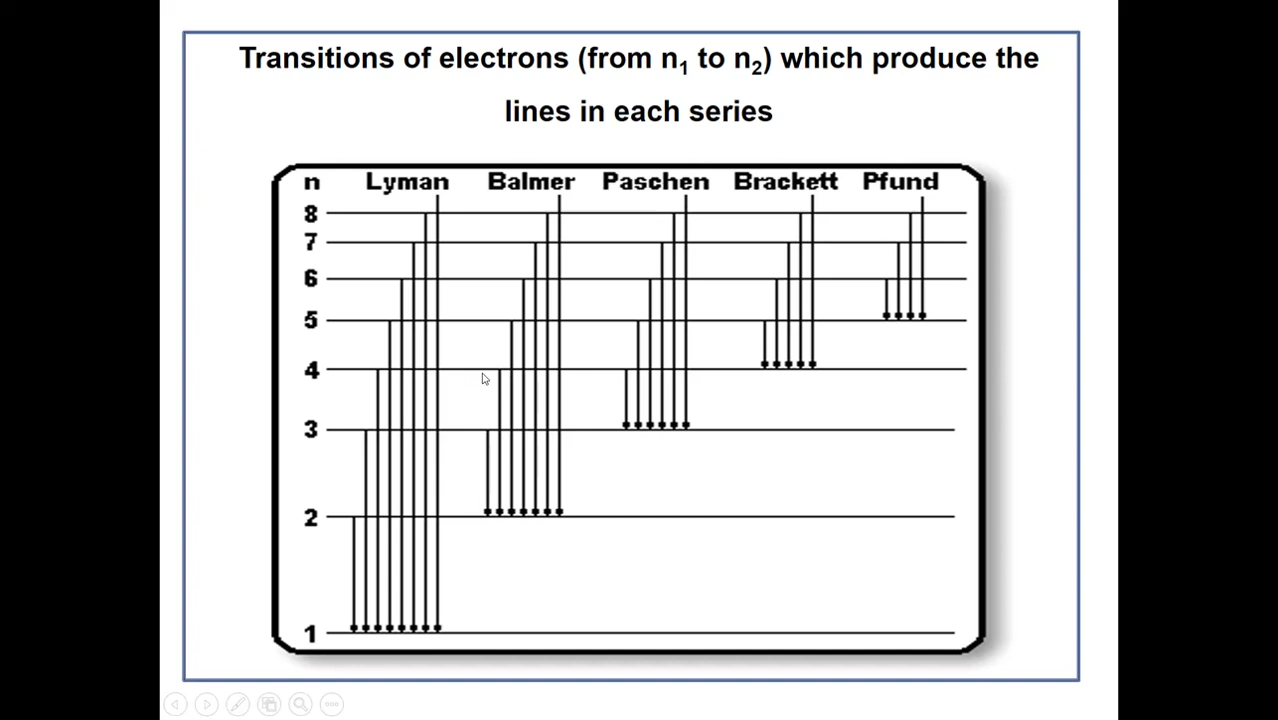 Transitions of electrons (from n₁ to n₂) which produce the
lines in each series
n Lyman Balmer Paschen Brackett Pfund
8
7
6
5
4
3
2
1